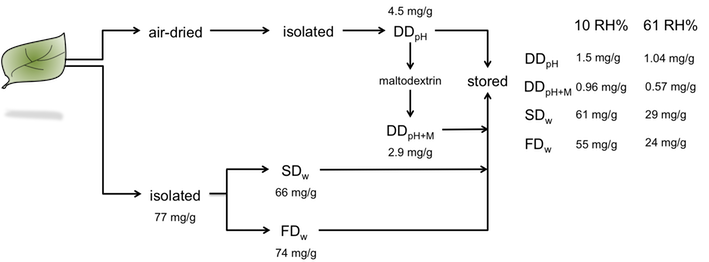 4.5 mg/g
air-dried
isolated
DDpH
maltodextrin
stored
DDpH+M
2.9 mg/g
SDw
66 mg/g
isolated
77 mg/g
FDw
74 mg/g
10 RH% 61 RH%
DDpH 1.5 mg/g 1.04 mg/g
DDpH+M 0.96 mg/g 0.57 mg/g
SDw 61 mg/g 29 mg/g
FDw 55 mg/g 24 mg/g